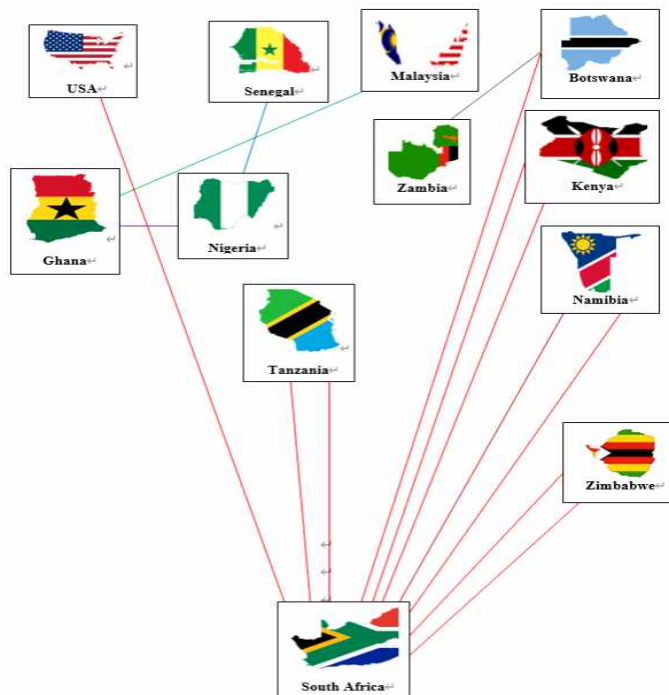 USA↵
Senegal↵
Malaysia↵
Botswana↵
Zambia↵
Kenya↵
Ghana↵
Nigeria↵
Namibia↵
Tanzania↵
Zimbabwe↵
South Africa↵